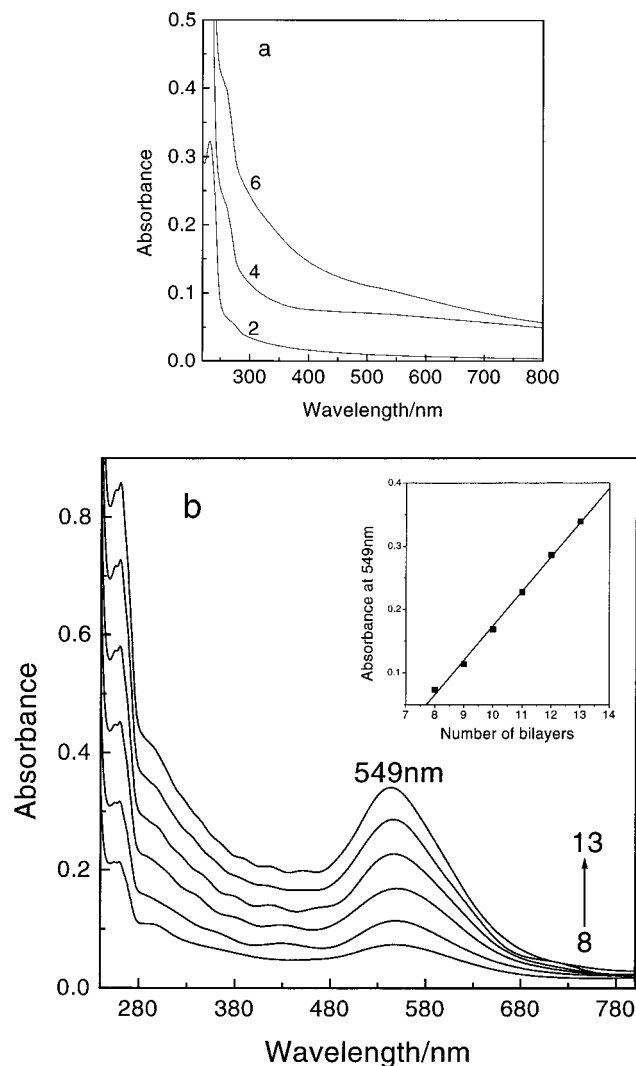 a
0.5
0.4
0.3
0.2
0.1
0.0
Absorbance
6
4
2
300 400 500 600 700 800
Wavelength/nm
b
0.8
0.6
0.4
0.2
0.0
Absorbance
549nm
13
8
280 380 480 580 680 780
Wavelength/nm
0.4
0.3
0.2
0.1
Absorbance at 549nm
7 8 9 10 11 12 13 14
Number of bilayers